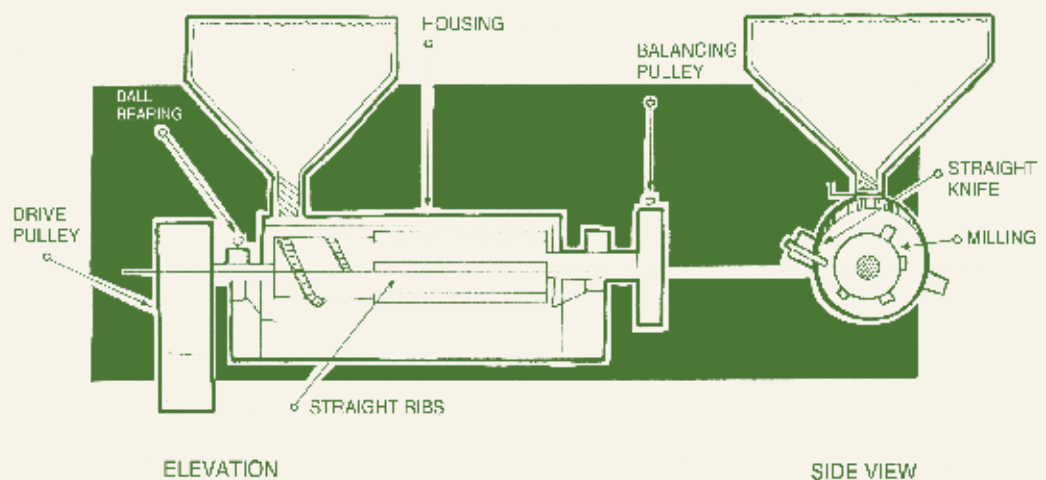 HOUSING
BALANCING
PULLEY
BALL
BEARING
STRAIGHT
KNIFE
DRIVE
PULLEY
MILLING
STRAIGHT RIBS
ELEVATION
SIDE VIEW